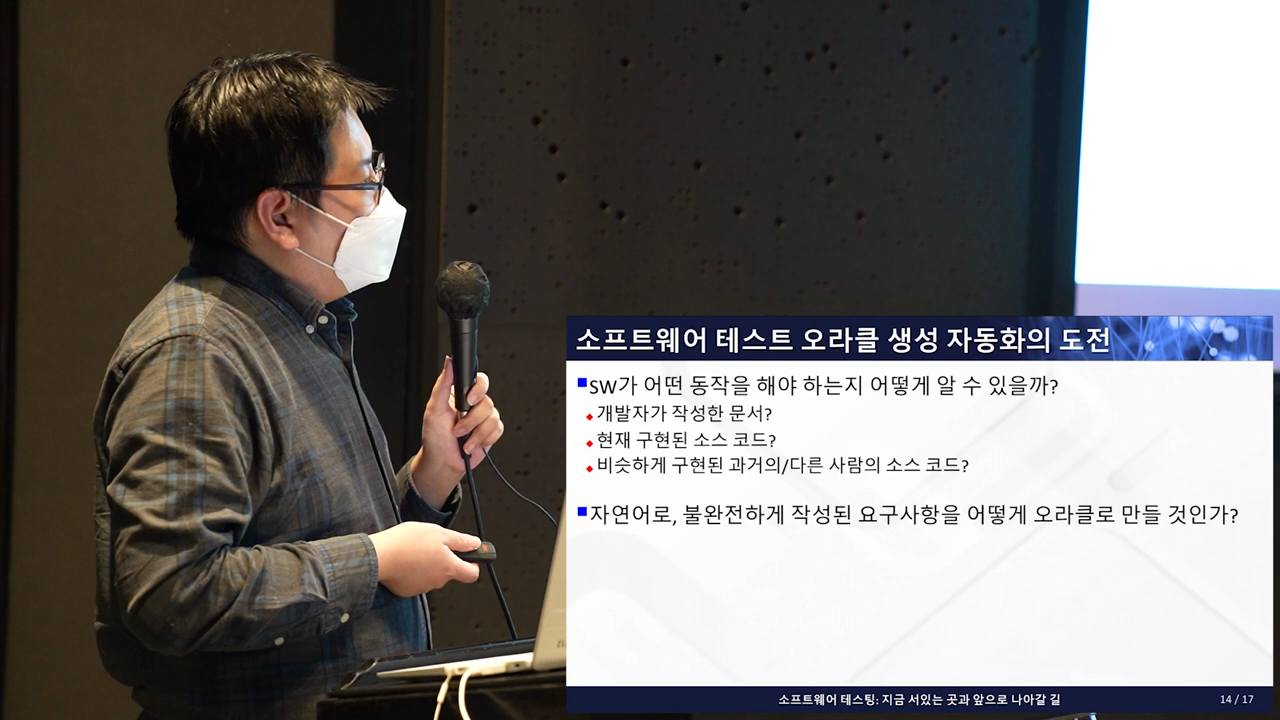 소프트웨어 테스트 오라클 생성 자동화의 도전
SW가 어떤 동작을 해야 하는지 어떻게 알 수 있을까?
개발자가 작성한 문서?
현재 구현된 소스 코드?
비슷하게 구현된 과거의/다른 사람의 소스 코드?
자연어로, 불완전하게 작성된 요구사항을 어떻게 오라클로 만들 것인가?
소프트웨어 테스팅: 지금 서있는 곳과 앞으로 나아갈 길
14 / 17